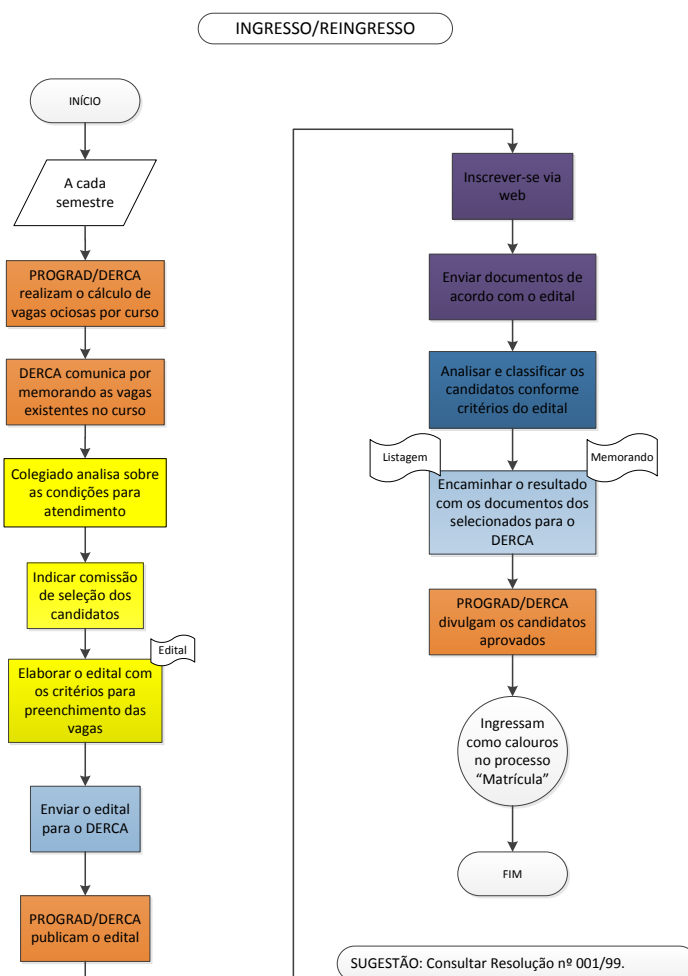 INGRESSO/REINGRESSO
INÍCIO
A cada
semestre
PROGRAD/DERCA
realizam o cálculo de
vagas ociosas por curso
DERCA comunica por
memorando as vagas
existentes no curso
Colegiado analisa sobre
as condições para
atendimento
Indicar comissão
de seleção dos
candidatos
Edital
Elaborar o edital com
os critérios para
preenchimento das
vagas
Enviar o edital
para o DERCA
PROGRAD/DERCA
publicam o edital
Inscrever-se via
web
Enviar documentos de
acordo com o edital
Analisar e classificar os
candidatos conforme
critérios do edital
Listagem
Memorando
Encaminhar o resultado
com os documentos dos
selecionados para o
DERCA
PROGRAD/DERCA
divulgam os candidatos
aprovados
Ingressam
como calouros
no processo
“Matrícula”
FIM
SUGESTÃO: Consultar Resolução nº 001/99.